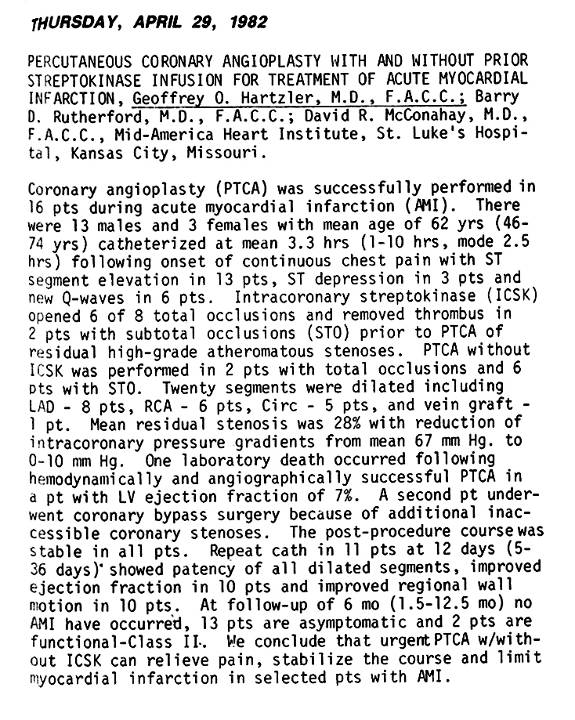 THURSDAY, APRIL 29, 1982
PERCUTANEOUS CORONARY ANGIOPLASTY WITH AND WITHOUT PRIOR
STREPTOKINASE INFUSION FOR TREATMENT OF ACUTE MYOCARDIAL
INFARCTION, Geoffrey O. Hartzler, M.D., F.A.C.C.; Barry
D. Rutherford, M.D., F.A.C.C.; David R. McConahay, M.D.,
F.A.C.C., Mid-America Heart Institute, St. Luke's Hospi-
tal, Kansas City, Missouri.
Coronary angioplasty (PTCA) was successfully performed in
16 pts during acute myocardial infarction (AMI). There
were 13 males and 3 females with mean age of 62 yrs (46-
74 yrs) catheterized at mean 3.3 hrs (1-10 hrs, mode 2.5
hrs) following onset of continuous chest pain with ST
segment elevation in 13 pts, ST depression in 3 pts and
new Q-waves in 6 pts. Intracoronary streptokinase (ICSK)
opened 6 of 8 total occlusions and removed thrombus in
2 pts with subtotal occlusions (STO) prior to PTCA of
residual high-grade atheromatous stenoses. PTCA without
ICSK was performed in 2 pts with total occlusions and 6
pts with STO. Twenty segments were dilated including
LAD - 8 pts, RCA - 6 pts, Circ - 5 pts, and vein graft -
1 pt. Mean residual stenosis was 28% with reduction of
intracoronary pressure gradients from mean 67 mm Hg. to
0-10 mm Hg. One laboratory death occurred following
hemodynamically and angiographically successful PTCA in
a pt with LV ejection fraction of 7%. A second pt under-
went coronary bypass surgery because of additional inac-
cessible coronary stenoses. The post-procedure course was
stable in all pts. Repeat cath in 11 pts at 12 days (5-
36 days) showed patency of all dilated segments, improved
ejection fraction in 10 pts and improved regional wall
motion in 10 pts. At follow-up of 6 mo (1.5-12.5 mo) no
AMI have occurred, 13 pts are asymptomatic and 2 pts are
functional-Class II. We conclude that urgent PTCA w/with-
out ICSK can relieve pain, stabilize the course and limit
myocardial infarction in selected pts with AMI.